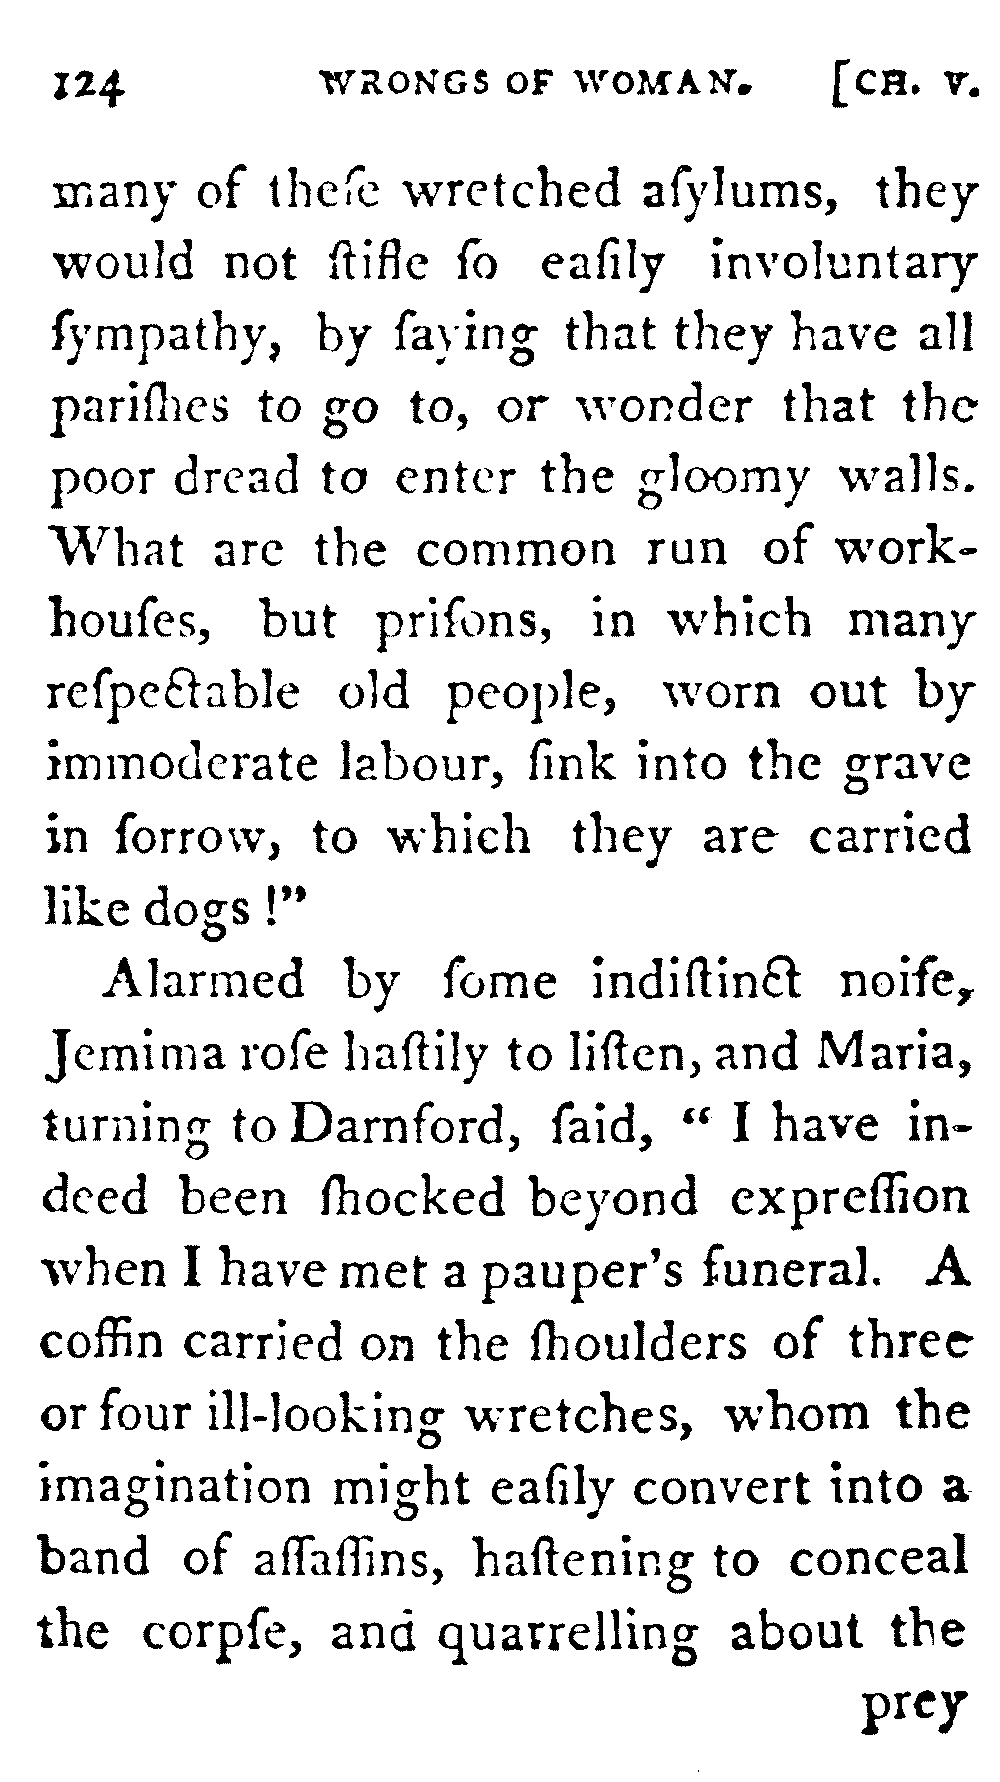 124 WRONGS OF WOMAN. [CH. V.
many of theſe wretched aſylums, they
would not ſtifle ſo eaſily involuntary
ſympathy, by ſaying that they have all
pariſhes to go to, or wonder that the
poor dread to enter the gloomy walls.
What are the common run of work-
houſes, but priſons, in which many
reſpectable old people, worn out by
immoderate labour, ſink into the grave
in ſorrow, to which they are carried
like dogs !”
Alarmed by ſome indiſtinct noiſe,
Jemima roſe haſtily to liſten, and Maria,
turning to Darnford, ſaid, “ I have in-
deed been ſhocked beyond expreſſion
when I have met a pauper's funeral. A
coffin carried on the ſhoulders of three
or four ill-looking wretches, whom the
imagination might eaſily convert into a
band of aſſaſſins, haſtening to conceal
the corpſe, and quarrelling about the
prey